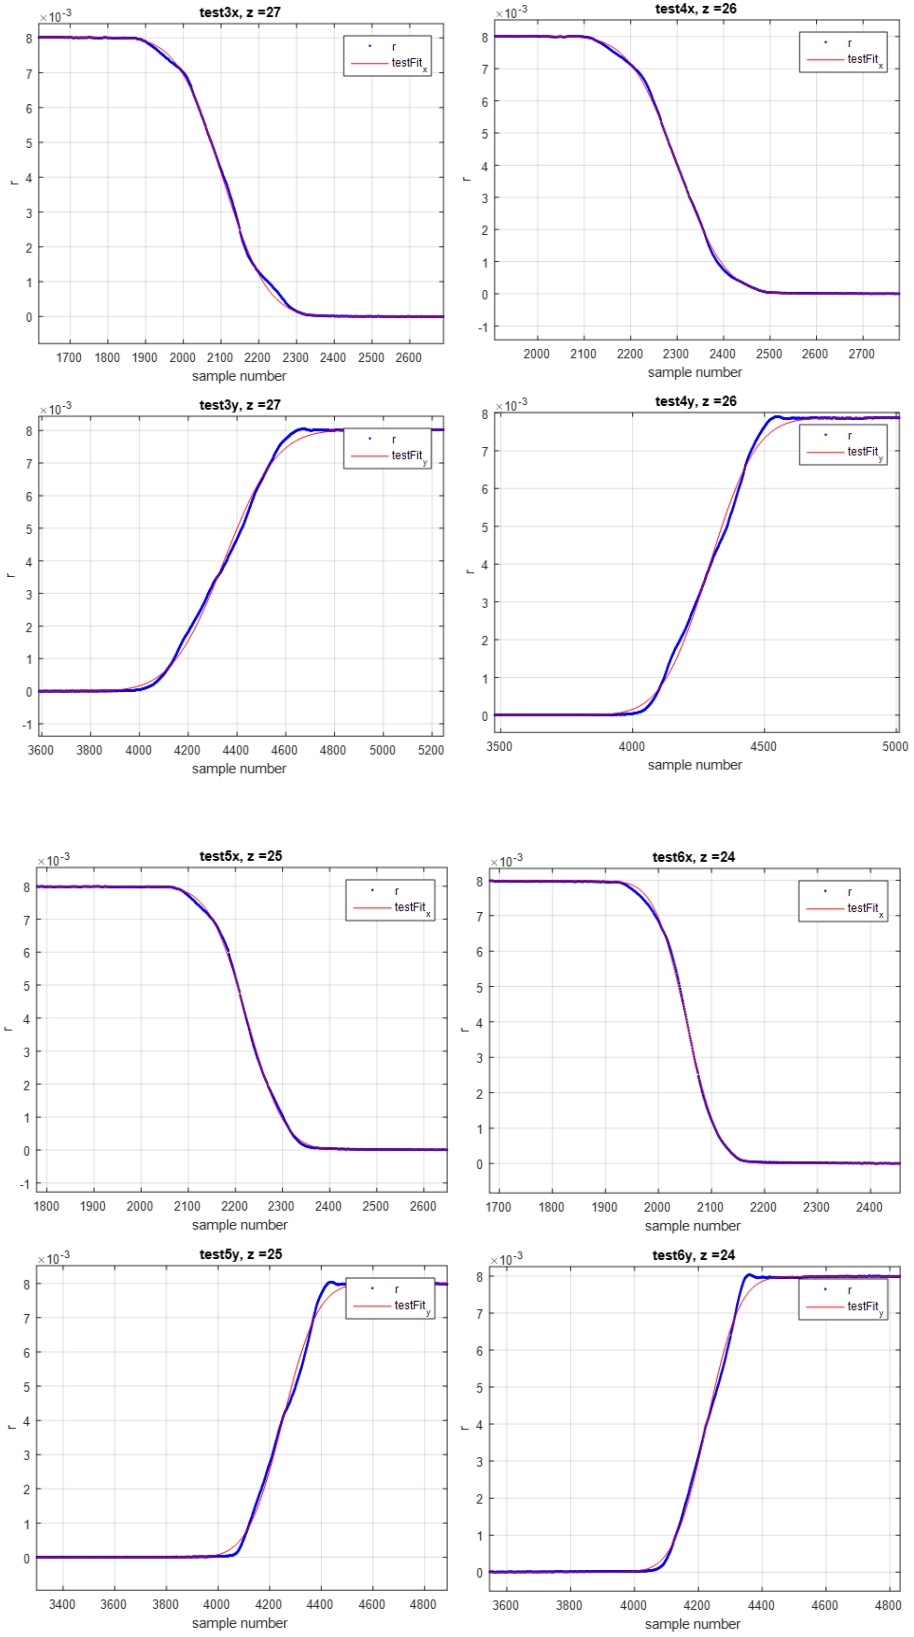 test3x, z =27
×10⁻³
8
7
6
5
4
3
2
1
0
r
1700 1800 1900 2000 2100 2200 2300 2400 2500 2600
sample number
r
testFit_x
test4x, z =26
×10⁻³
8
7
6
5
4
3
2
1
0
-1
r
2000 2100 2200 2300 2400 2500 2600 2700
sample number
r
testFit_x
test3y, z =27
×10⁻³
8
7
6
5
4
3
2
1
0
-1
r
3600 3800 4000 4200 4400 4600 4800 5000 5200
sample number
r
testFit_y
test4y, z =26
×10⁻³
8
7
6
5
4
3
2
1
0
r
3500 4000 4500 5000
sample number
r
testFit_y
test5x, z =25
×10⁻³
8
7
6
5
4
3
2
1
0
-1
r
1800 1900 2000 2100 2200 2300 2400 2500 2600
sample number
r
testFit_x
test6x, z =24
×10⁻³
8
7
6
5
4
3
2
1
0
r
1700 1800 1900 2000 2100 2200 2300 2400
sample number
r
testFit_x
test5y, z =25
×10⁻³
8
7
6
5
4
3
2
1
0
r
3400 3600 3800 4000 4200 4400 4600 4800
sample number
r
testFit_y
test6y, z =24
×10⁻³
8
7
6
5
4
3
2
1
0
r
3600 3800 4000 4200 4400 4600 4800
sample number
r
testFit_y